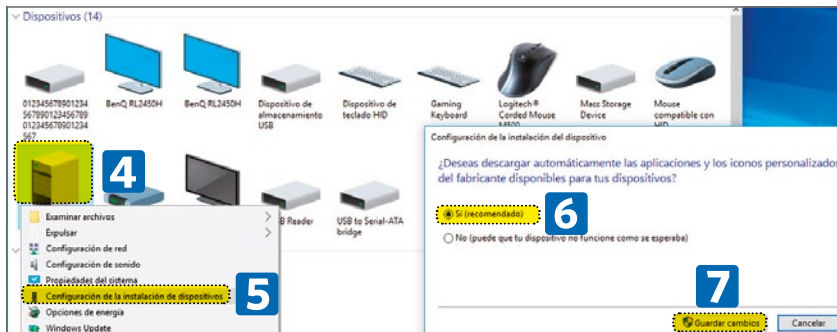 Dispositivos (14)
012345678901234
567890123456789
012345678901234
567
BenQ RL2450H
BenQ RL2450H
Dispositivo de
almacenamiento
USB
Dispositivo de
teclado HID
Gaming
Keyboard
Logitech®
Corded Mouse
M500
Mass Storage
Device
Mouse
compatible con
HID
4
B Reader
USB to Serial-ATA
bridge
Examinar archivos
Expulsar
Configuración de red
Configuración de sonido
Propiedades del sistema
Configuración de la instalación de dispositivos
5
Opciones de energía
Windows Update
Configuración de la instalación del dispositivo
¿Deseas descargar automáticamente las aplicaciones y los iconos personalizados
del fabricante disponibles para tus dispositivos?
Sí (recomendado)
6
No (puede que tu dispositivo no funcione como se esperaba)
7
Guardar cambios
Cancelar